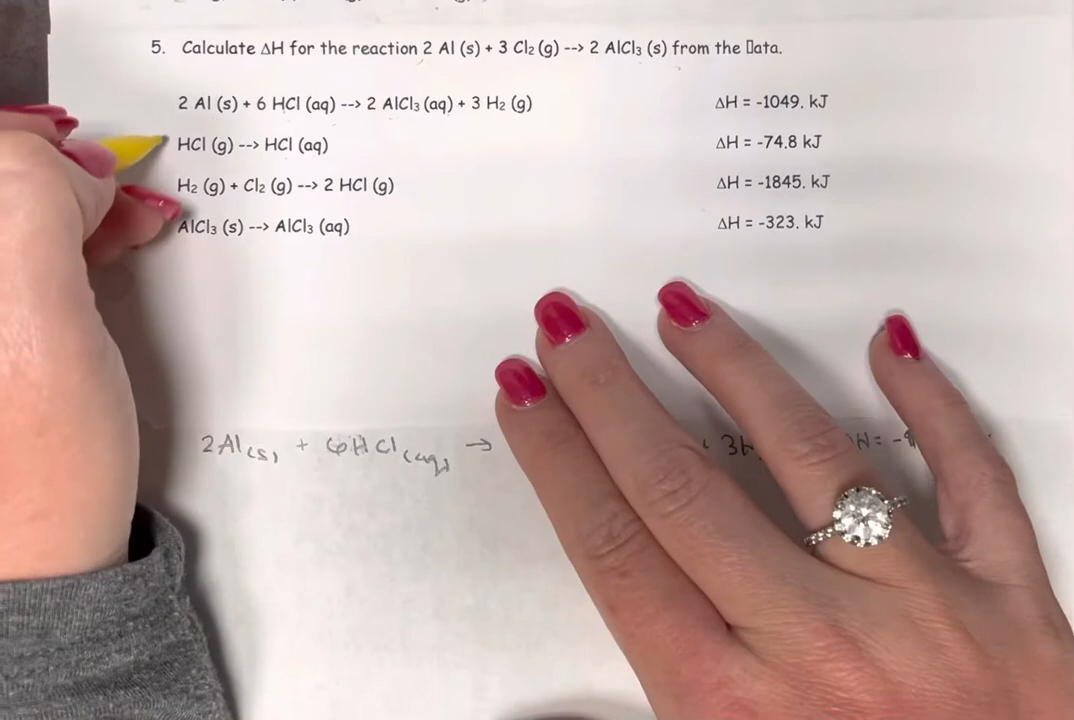 5. Calculate ΔH for the reaction 2 Al (s) + 3 Cl₂ (g) --> 2 AlCl₃ (s) from the ata.
2 Al (s) + 6 HCl (aq) --> 2 AlCl₃ (aq) + 3 H₂ (g) ΔH = -1049. kJ
HCl (g) --> HCl (aq) ΔH = -74.8 kJ
H₂ (g) + Cl₂ (g) --> 2 HCl (g) ΔH = -1845. kJ
AlCl₃ (s) --> AlCl₃ (aq) ΔH = -323. kJ
2Al(s) + 6HCl(aq) → + 3H H = -